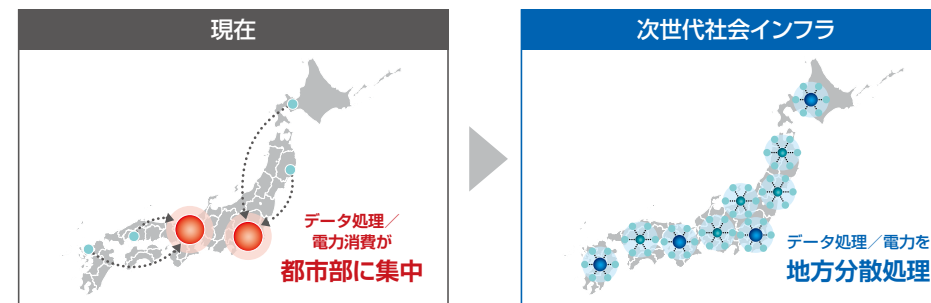 現在
データ処理／
電力消費が
都市部に集中
次世代社会インフラ
データ処理／電力を
地方分散処理